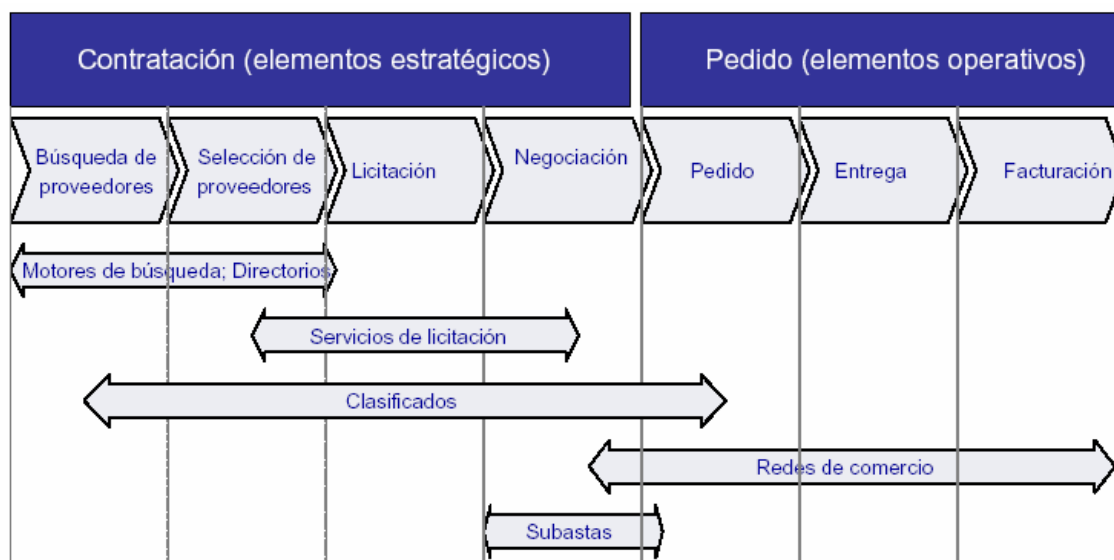 Contratación (elementos estratégicos)
Pedido (elementos operativos)
Búsqueda de
proveedores
Selección de
proveedores
Licitación
Negociación
Pedido
Entrega
Facturación
Motores de búsqueda; Directorios
Servicios de licitación
Clasificados
Redes de comercio
Subastas